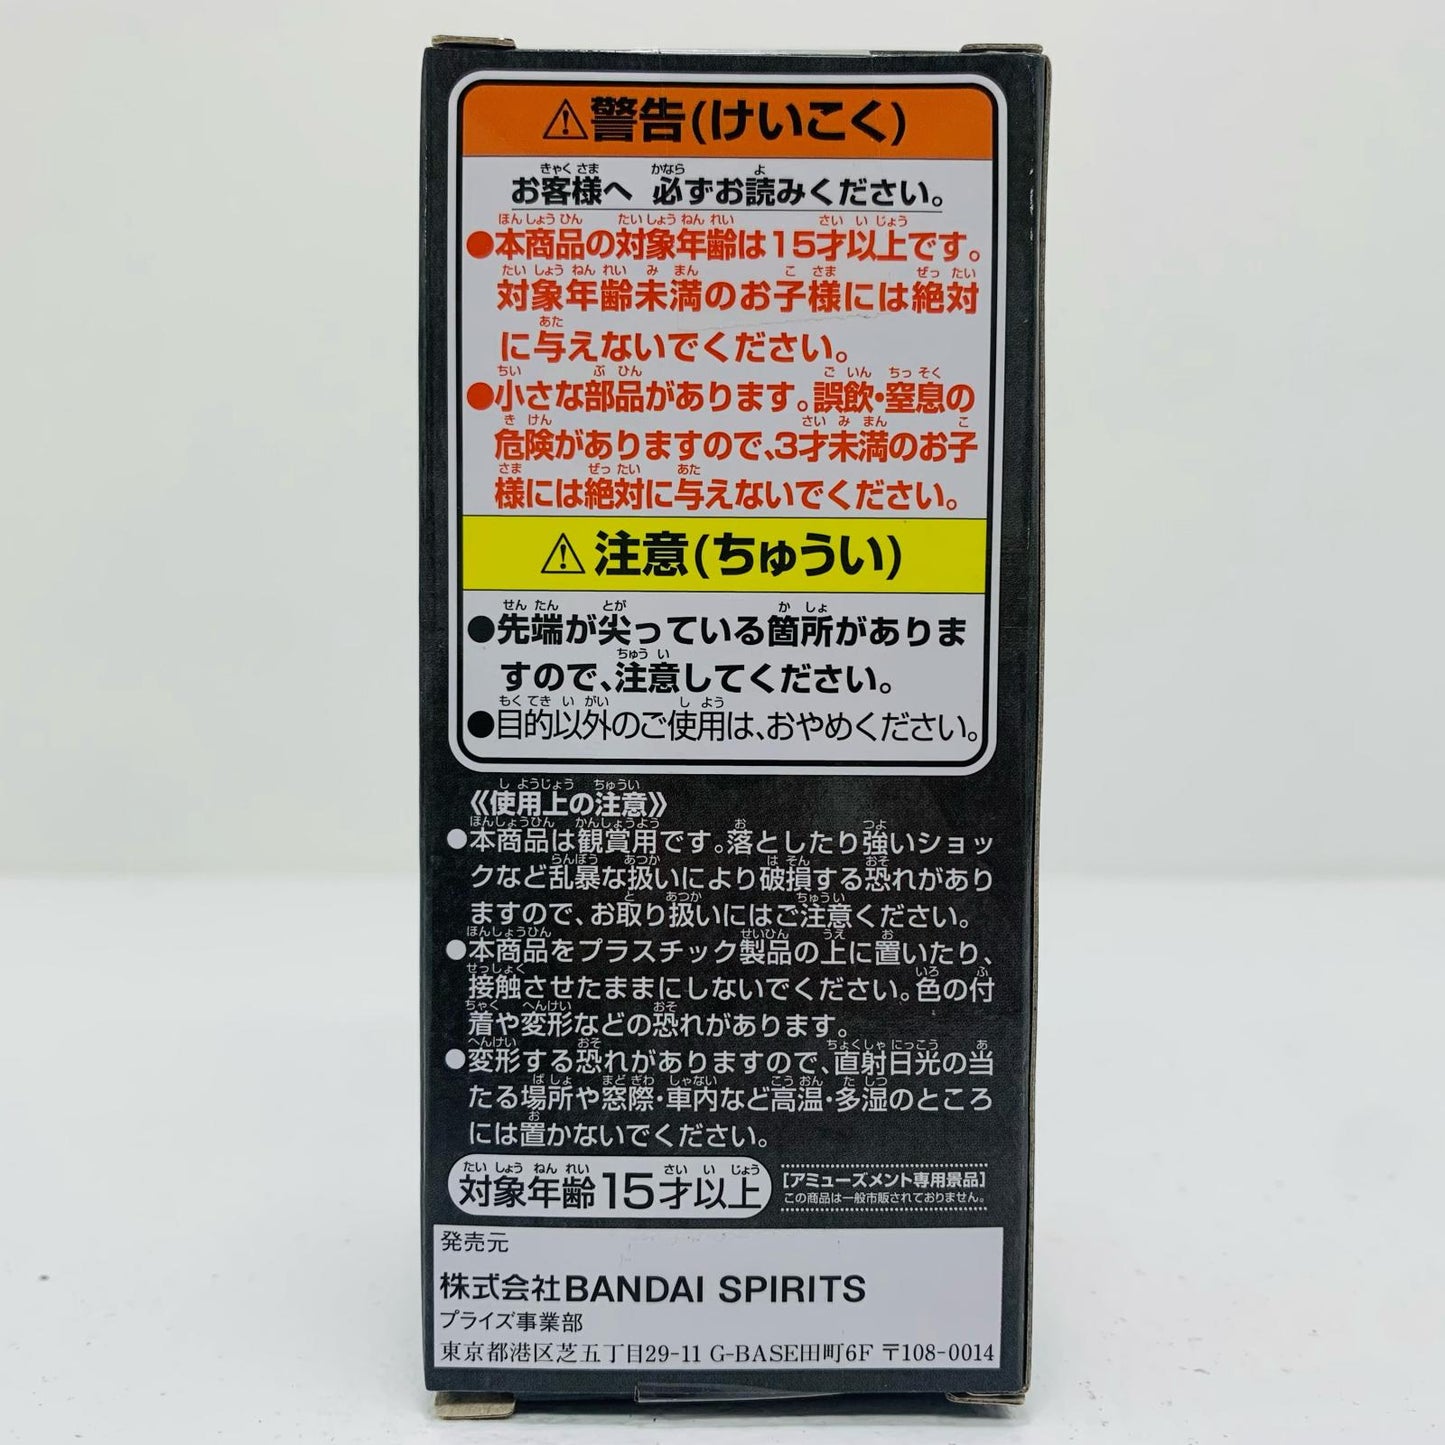 ⚠警告(けいこく)
お客様へ 必ずお読みください。
●本商品の対象年齢は15才以上です。
対象年齢未満のお子様には絶対
に与えないでください。
●小さな部品があります。誤飲・窒息の
危険がありますので、3才未満のお子
様には絶対に与えないでください。
⚠注意(ちゅうい)
●先端が尖っている箇所がありま
すので、注意してください。
●目的以外のご使用は、おやめください。
《使用上の注意》
●本商品は観賞用です。落としたり強いショッ
クなど乱暴な扱いにより破損する恐れがあり
ますので、お取り扱いにはご注意ください。
●本商品をプラスチック製品の上に置いたり、
接触させたままにしないでください。色の付
着や変形などの恐れがあります。
●変形する恐れがありますので、直射日光の当
たる場所や窓際・車内など高温・多湿のところ
には置かないでください。
対象年齢15才以上
[アミューズメント専用景品]
この商品は一般市販されておりません。
発売元
株式会社BANDAI SPIRITS
プライズ事業部
東京都港区芝五丁目29-11 G-BASE田町6F 〒108-0014